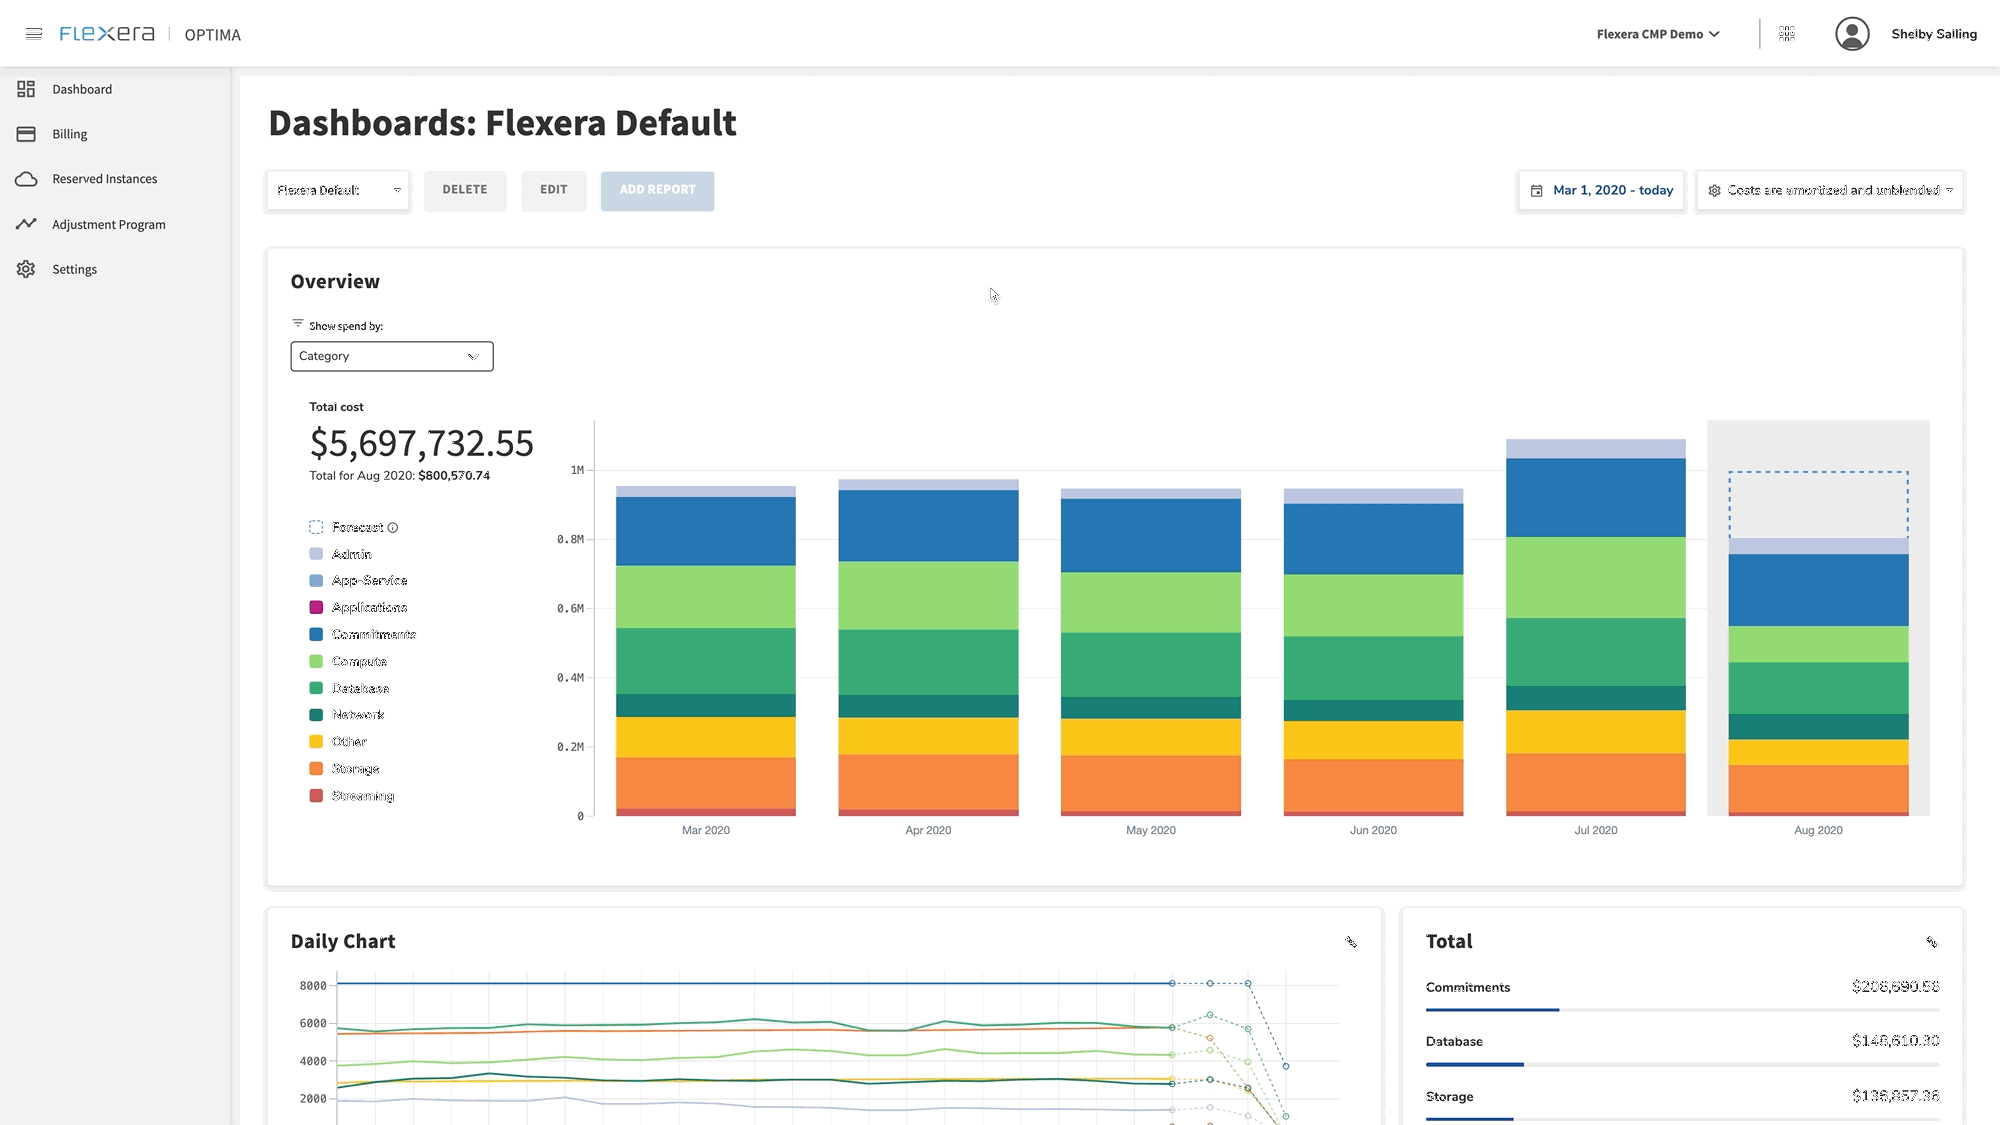 FLEXERA | OPTIMA
Flexera CMP Demo
Shelby Salling
Dashboard
Billing
Reserved Instances
Adjustment Program
Settings
Dashboards: Flexera Default
Flexera Default
DELETE
EDIT
ADD REPORT
Mar 1, 2020 - today
Costs are amortized and unblended
Overview
Show spend by:
Category
Total cost
$5,697,732.55
Total for Aug 2020: $800,570.74
Forecast
Admin
App-Service
Applications
Commitments
Compute
Database
Network
Other
Storage
Streaming
1M
0.8M
0.6M
0.4M
0.2M
0
Mar 2020
Apr 2020
May 2020
Jun 2020
Jul 2020
Aug 2020
Daily Chart
8000
6000
4000
2000
Total
Commitments
Database
$148,610.30
Storage
$136,857.36